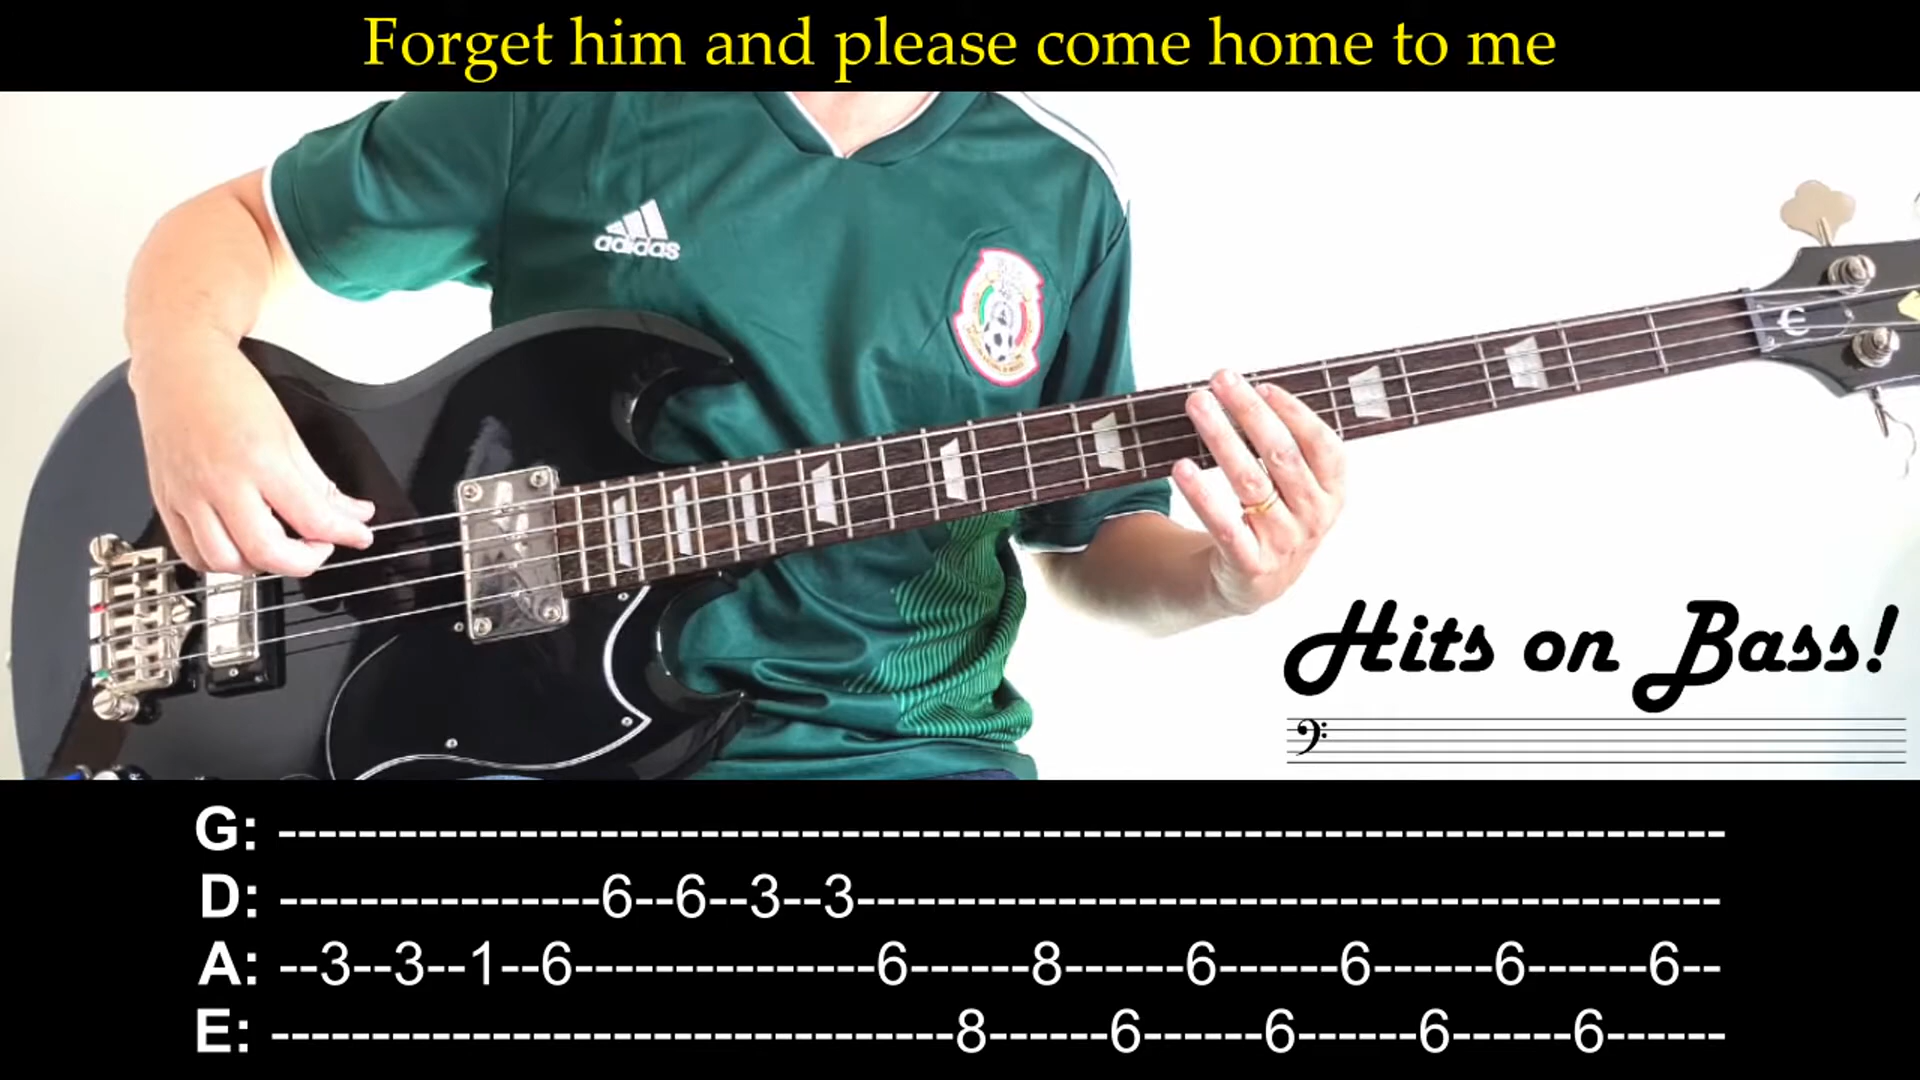 Forget him and please come home to me
adidas
Hits on Bass!
G: ------------------------------------------------------------------------
D: ----------------6--6--3--3-------------------------------------------
A: --3--3--1--6---------------6------8------6------6------6------6--
E: ----------------------------------8------6------6------6------6------